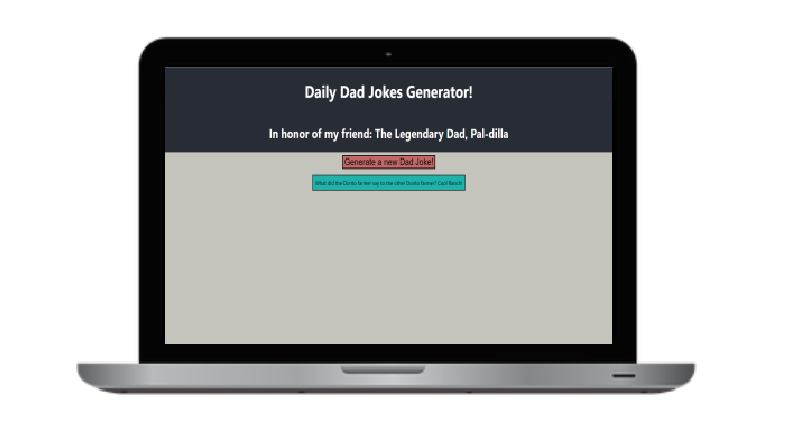 Daily Dad Jokes Generator!
In honor of my friend: The Legendary Dad, Pal-dilla
Generate a new Dad Joke!
What did the Dorito farmer say to the other Dorito farmer? Cool Ranch!